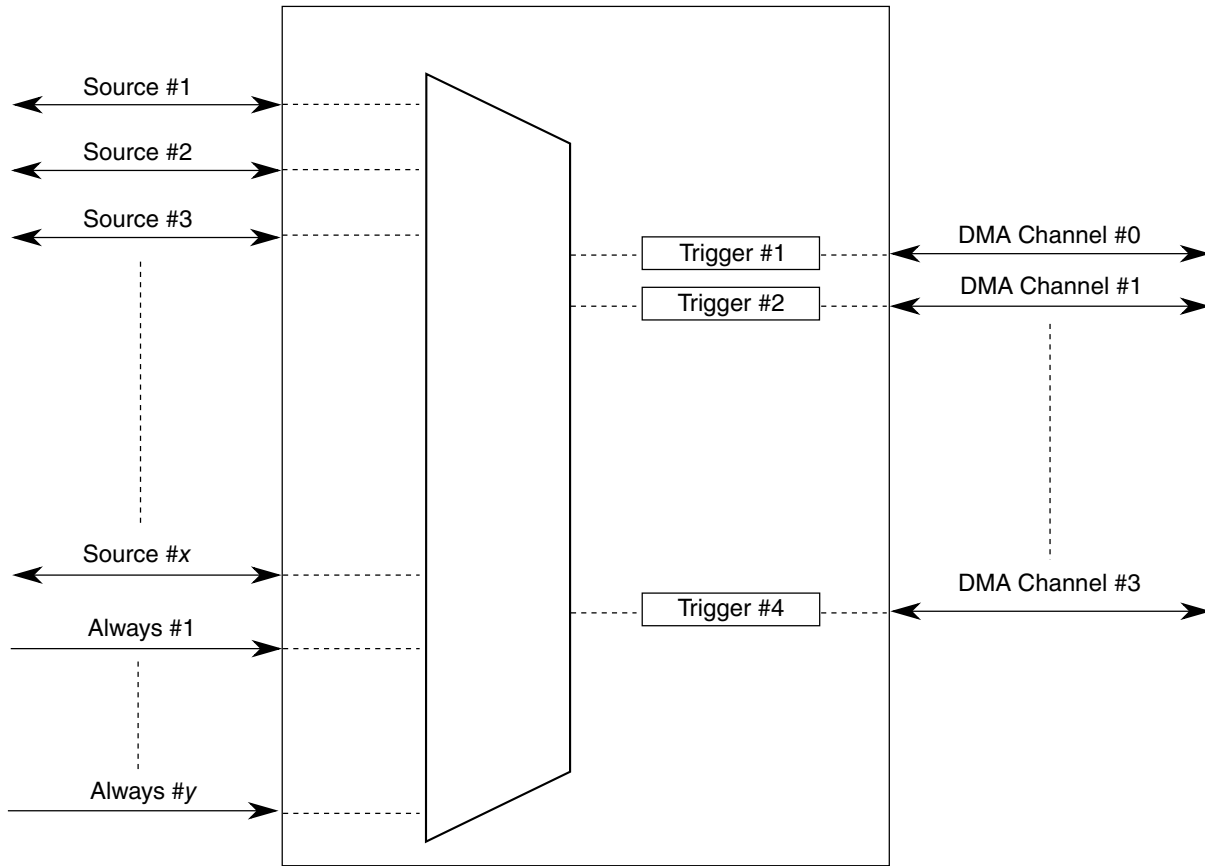 Source #1
Source #2
Source #3
Source #x
Always #1
Always #y
Trigger #1
Trigger #2
Trigger #4
DMA Channel #0
DMA Channel #1
DMA Channel #3